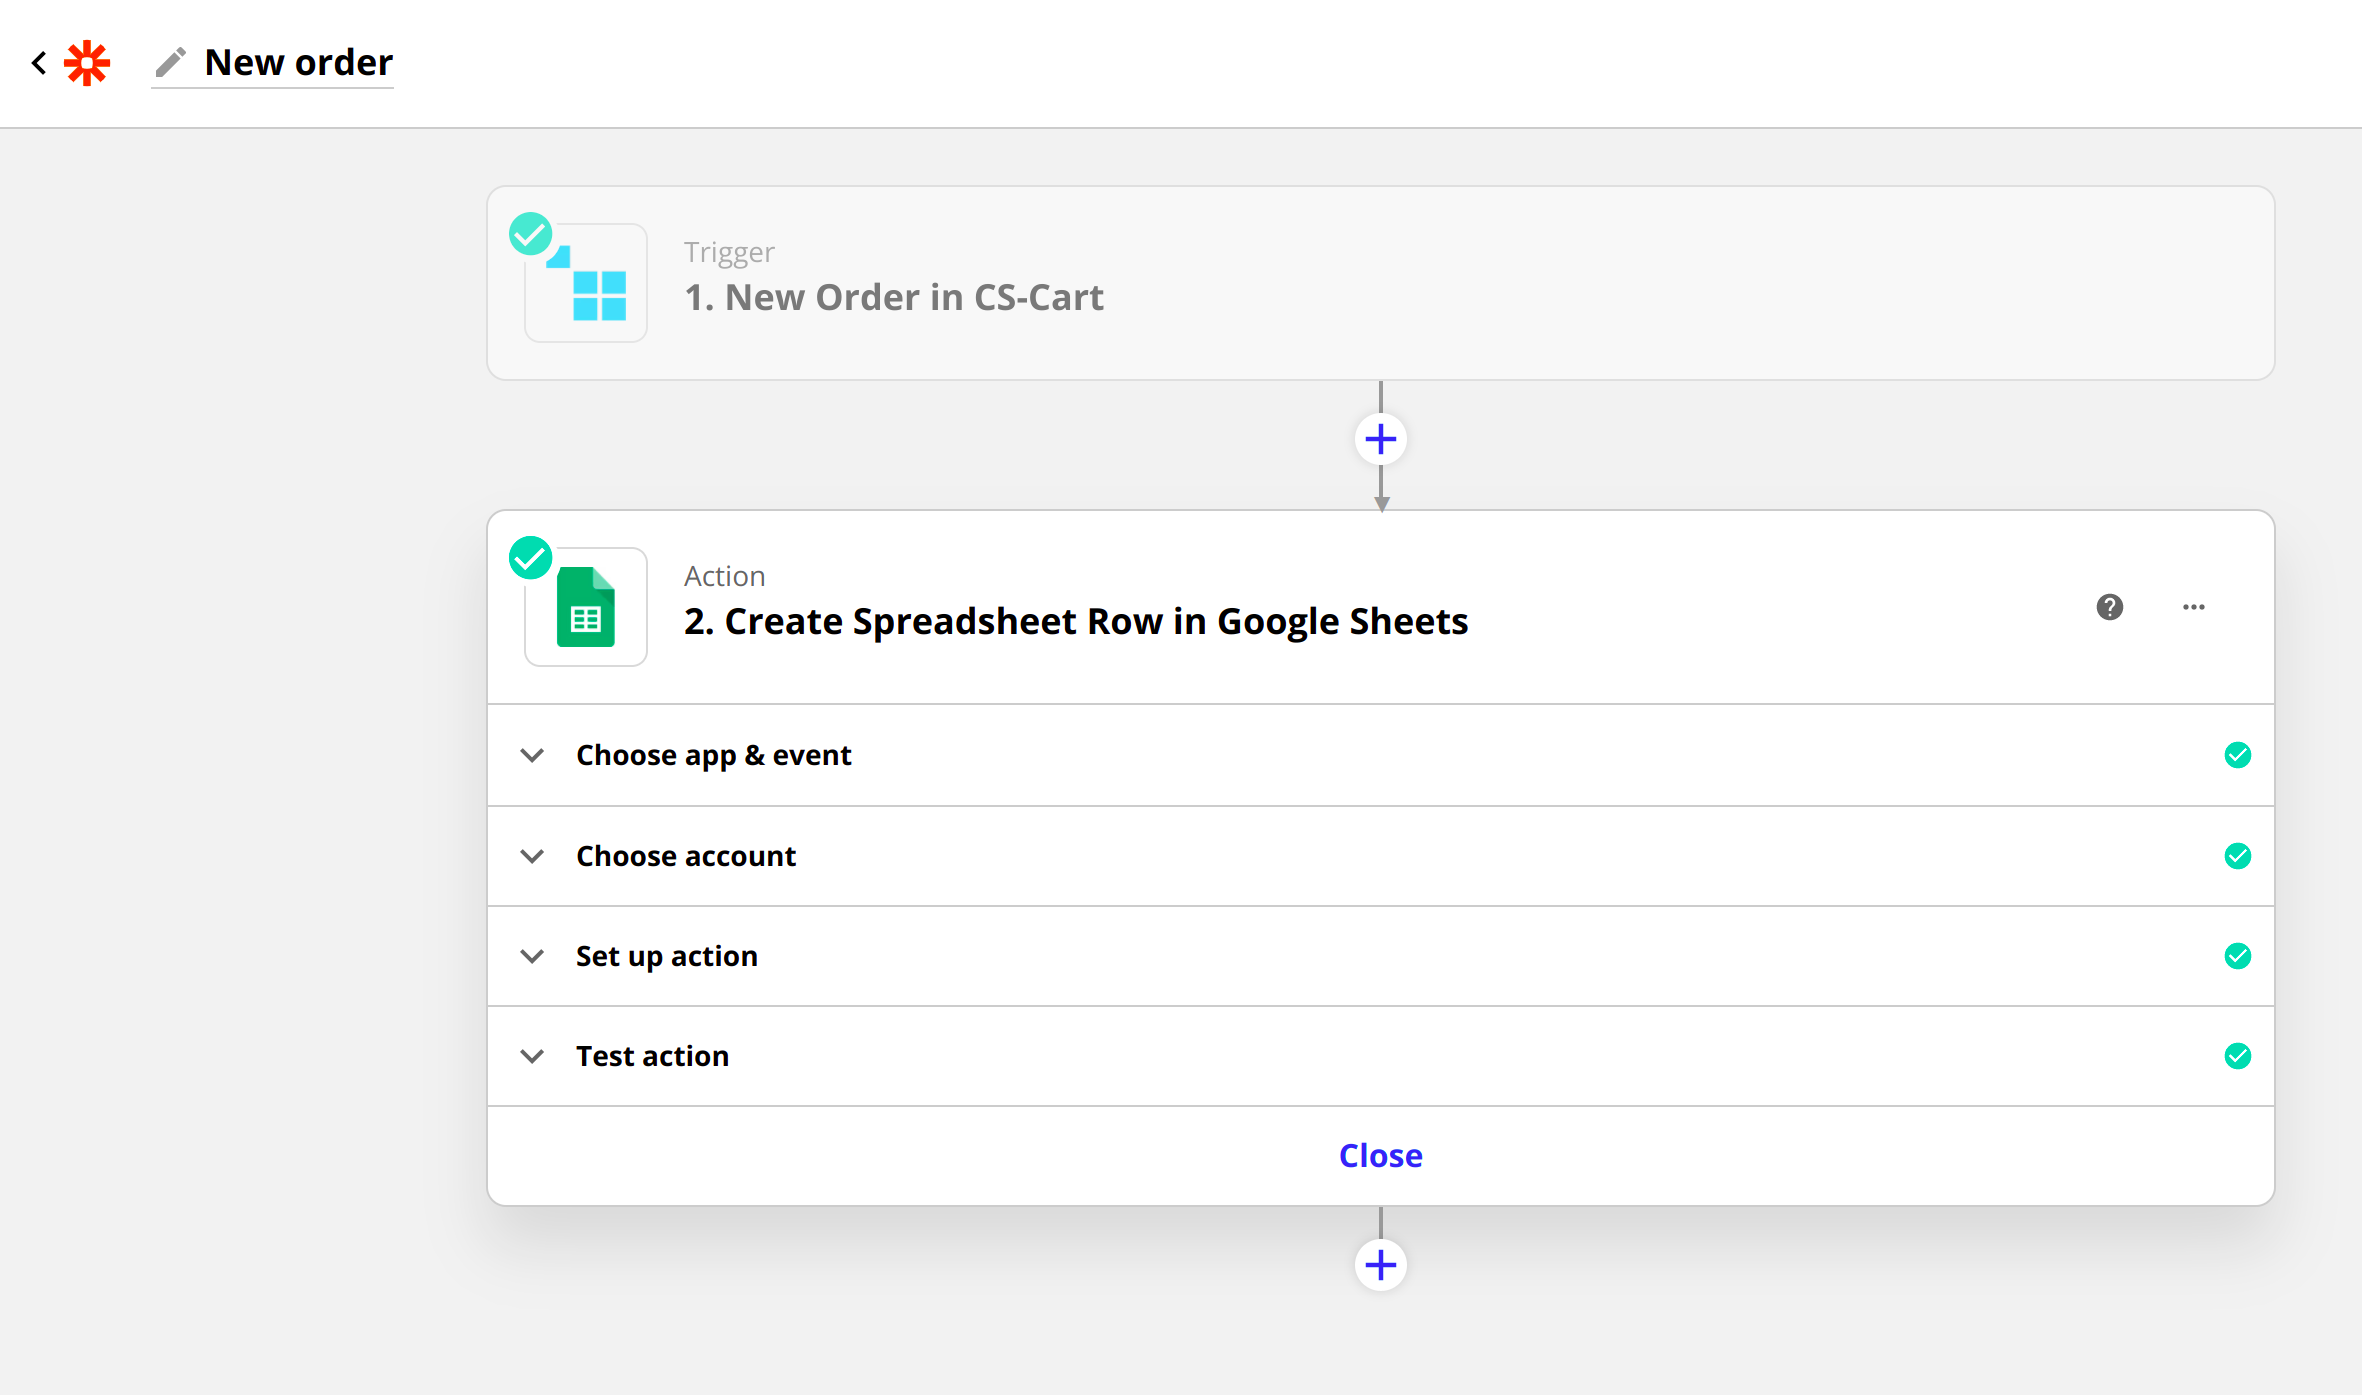 New order
Trigger
1. New Order in CS-Cart
Action
2. Create Spreadsheet Row in Google Sheets
Choose app & event
Choose account
Set up action
Test action
Close